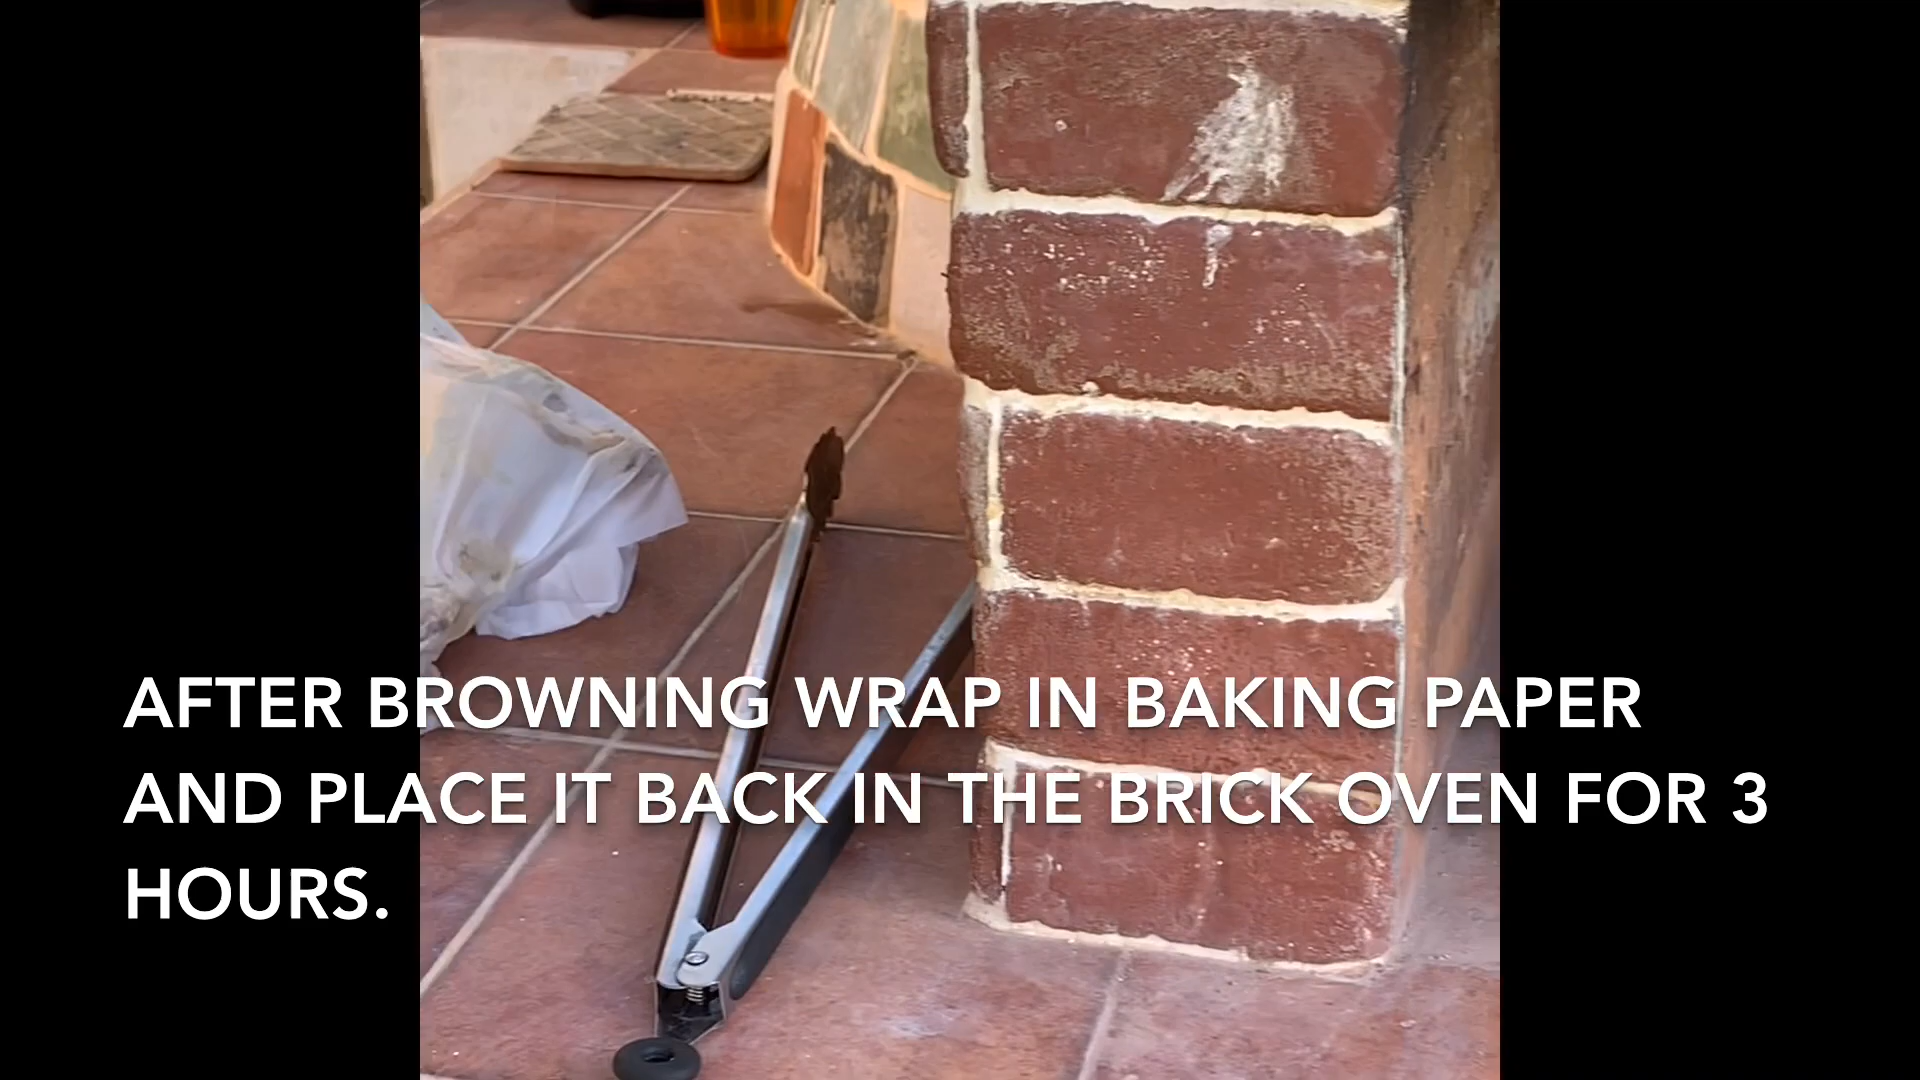 AFTER BROWNING WRAP IN BAKING PAPER
AND PLACE IT BACK IN THE BRICK OVEN FOR 3
HOURS.